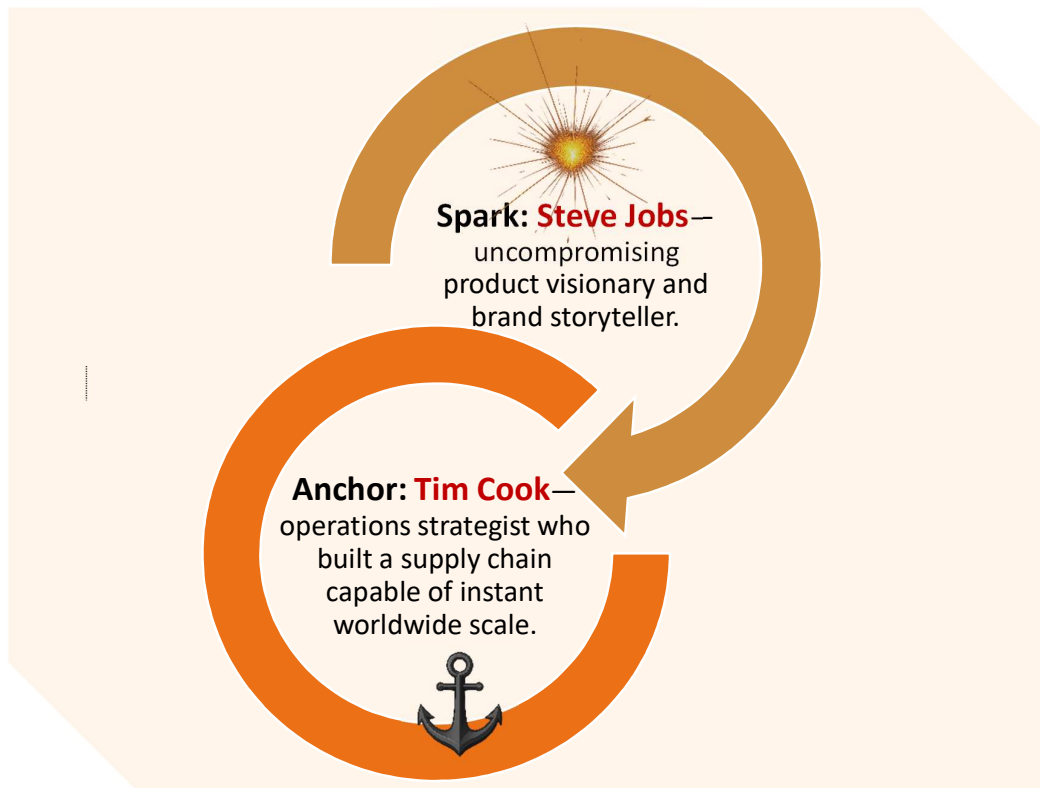 Spark: Steve Jobs—
uncompromising
product visionary and
brand storyteller.
Anchor: Tim Cook—
operations strategist who
built a supply chain
capable of instant
worldwide scale.